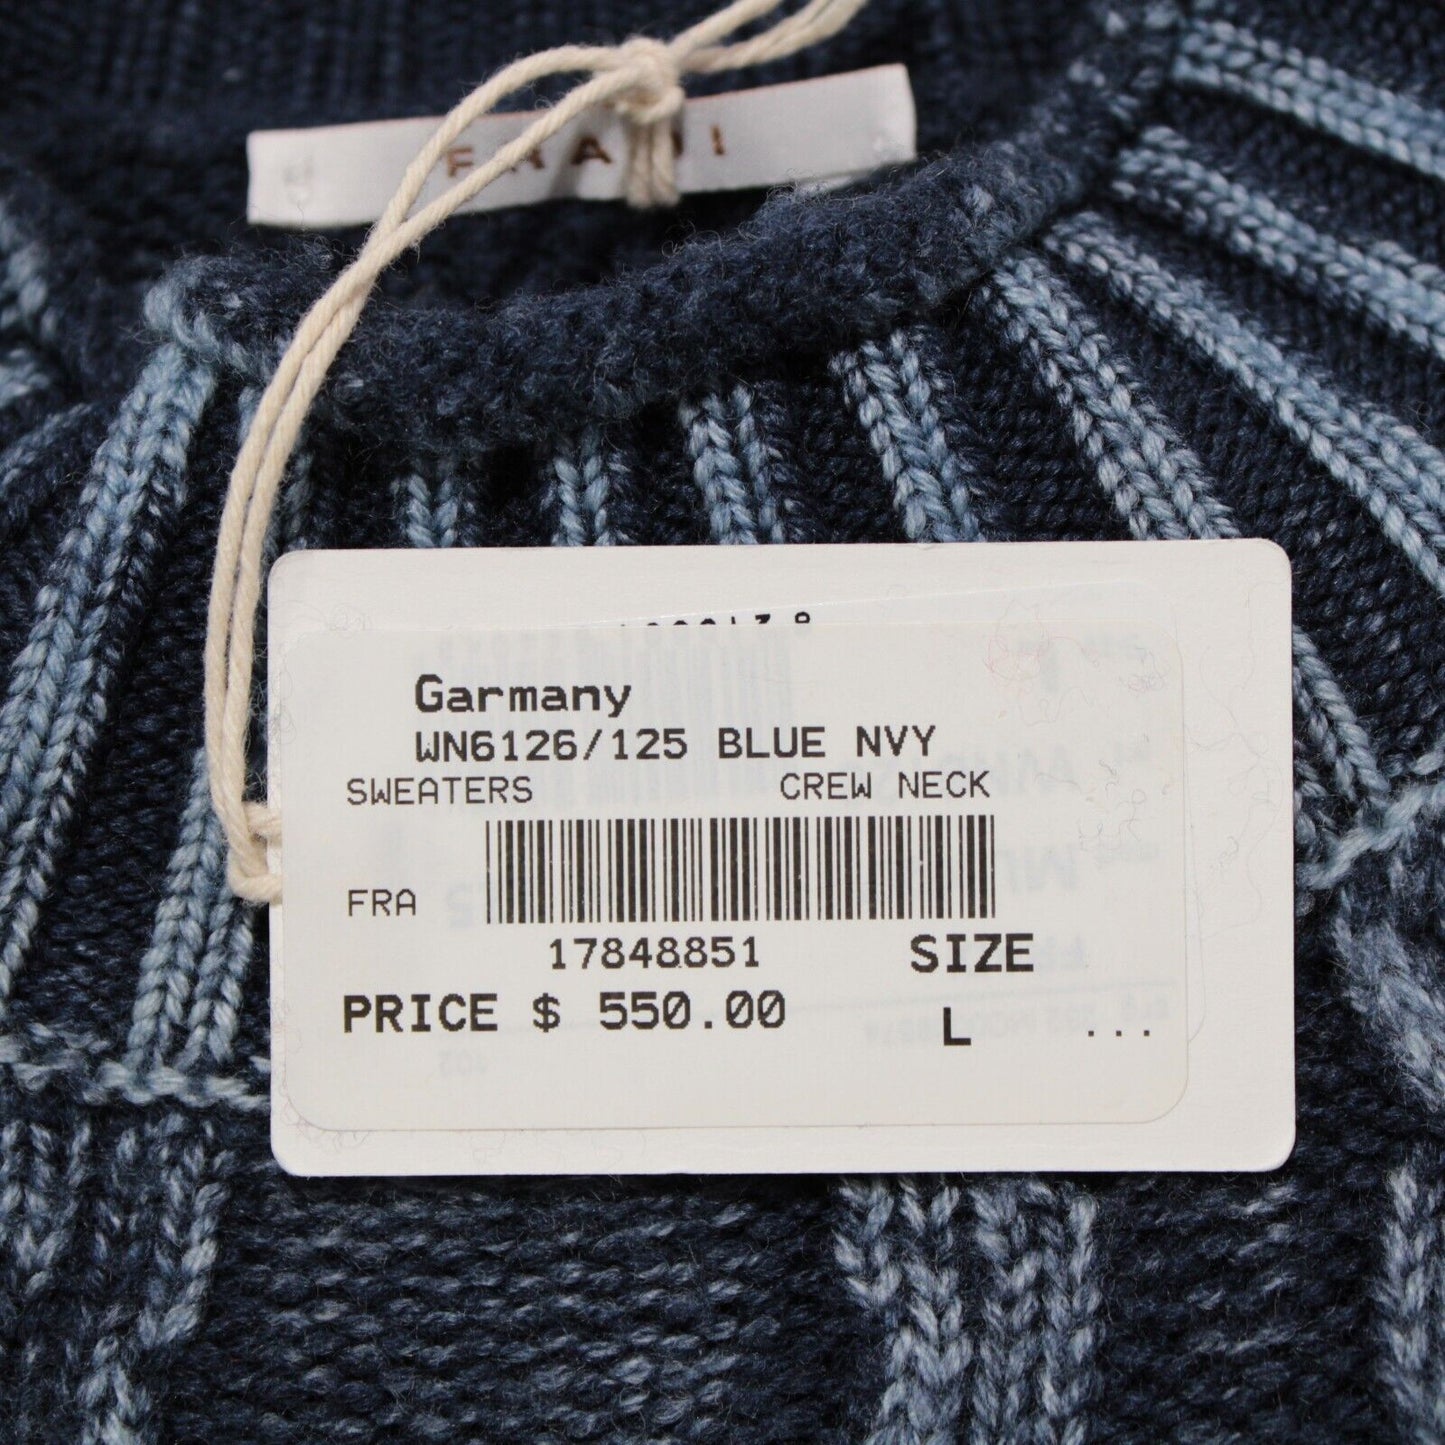 Garmany
WN6126/125 BLUE NVY
SWEATERS CREW NECK
FRA
17848851 SIZE
PRICE $ 550.00 L ...